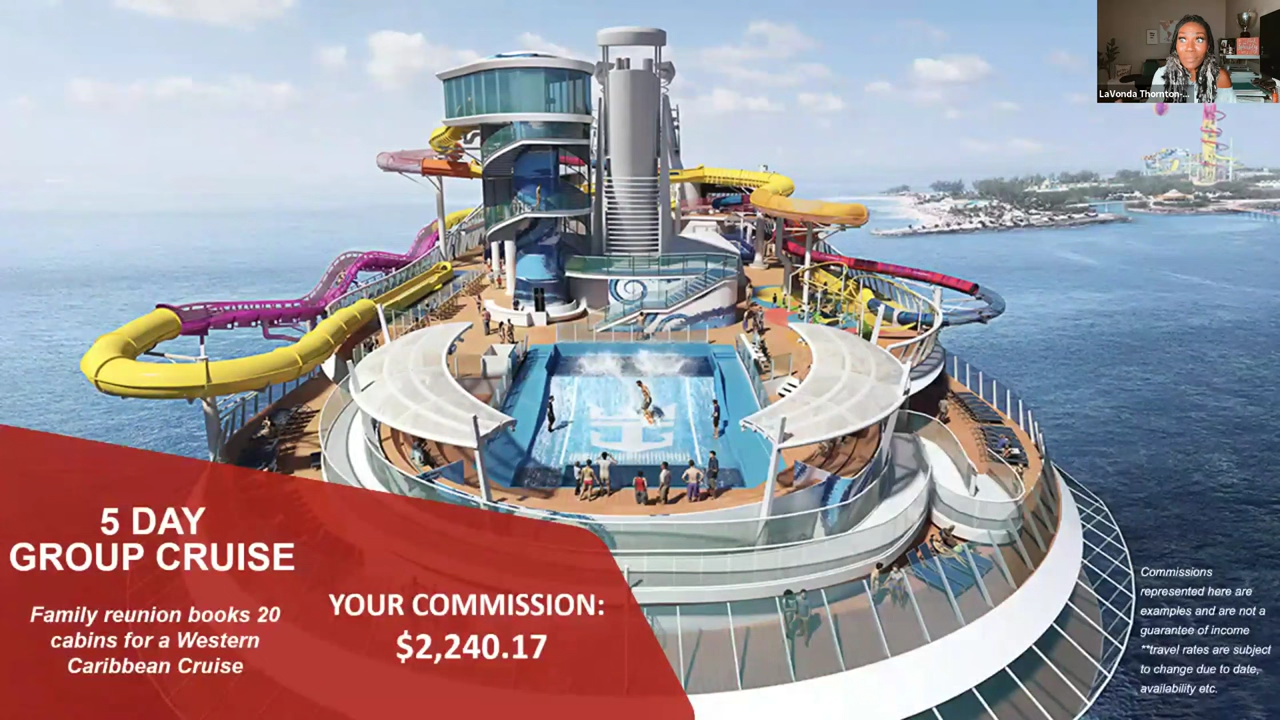 LaVonda Thornton-...
5 DAY
GROUP CRUISE
Family reunion books 20
cabins for a Western
Caribbean Cruise
YOUR COMMISSION:
$2,240.17
Commissions
represented here are
examples and are not a
guarantee of income
**travel rates are subject
to change due to date,
availability etc.